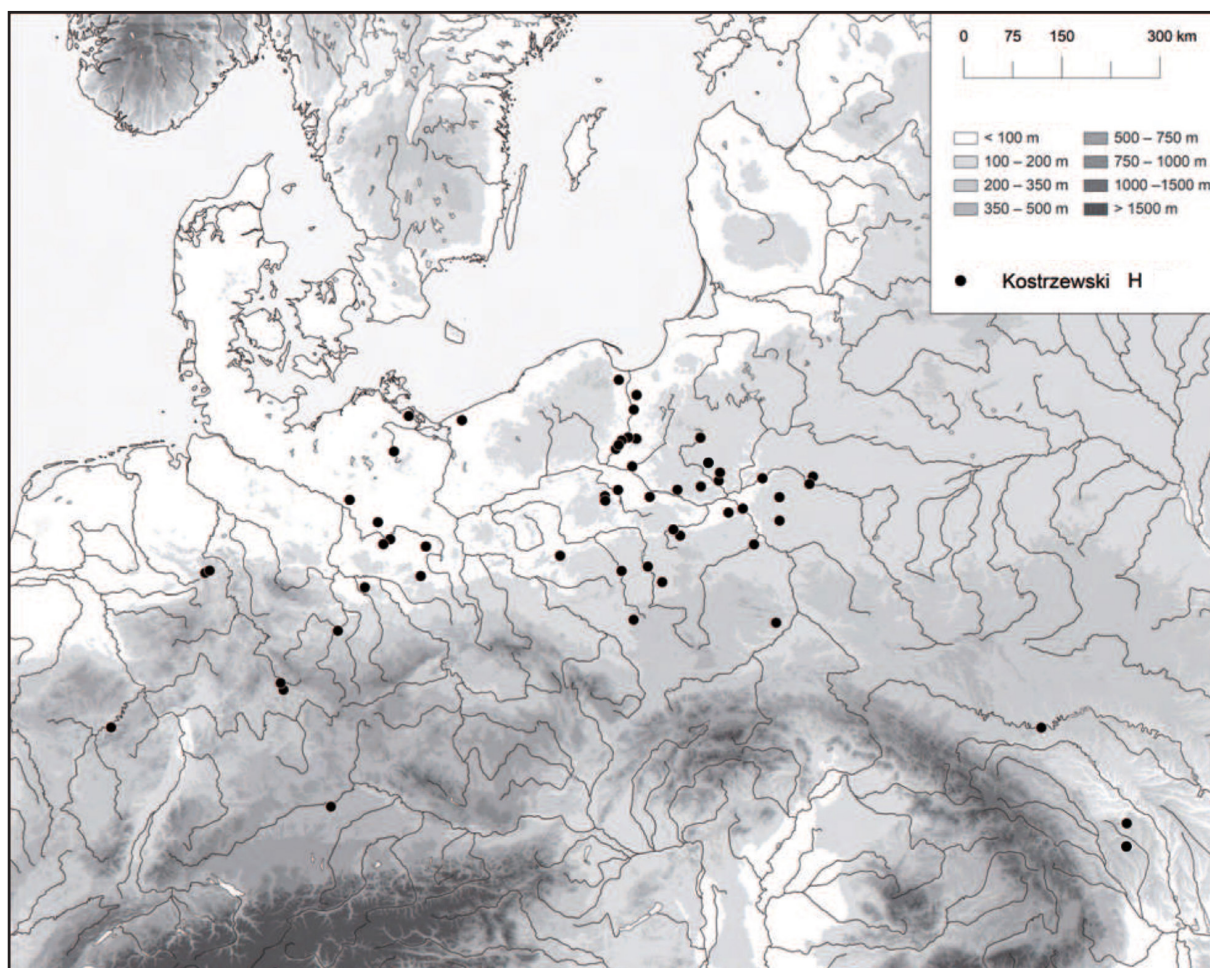 0 75 150 300 km
< 100 m 500 – 750 m
100 – 200 m 750 – 1000 m
200 – 350 m 1000 –1500 m
350 – 500 m > 1500 m
Kostrzewski H